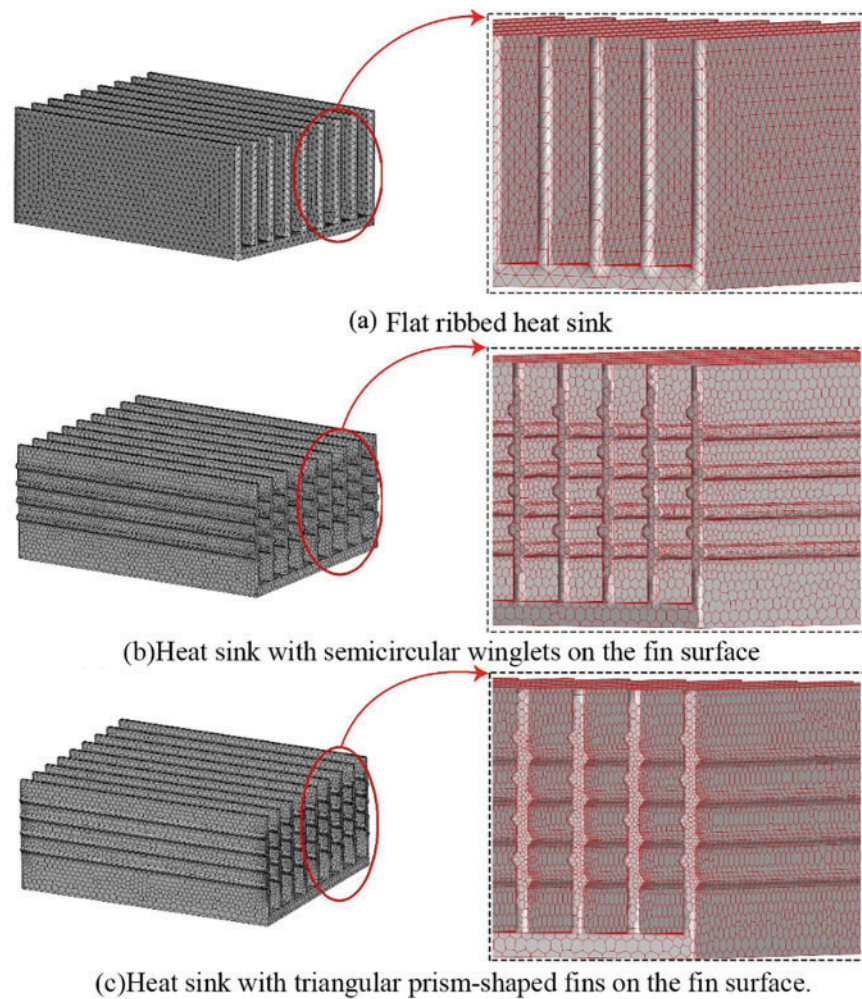 (a) Flat ribbed heat sink
(b)Heat sink with semicircular winglets on the fin surface
(c)Heat sink with triangular prism-shaped fins on the fin surface.